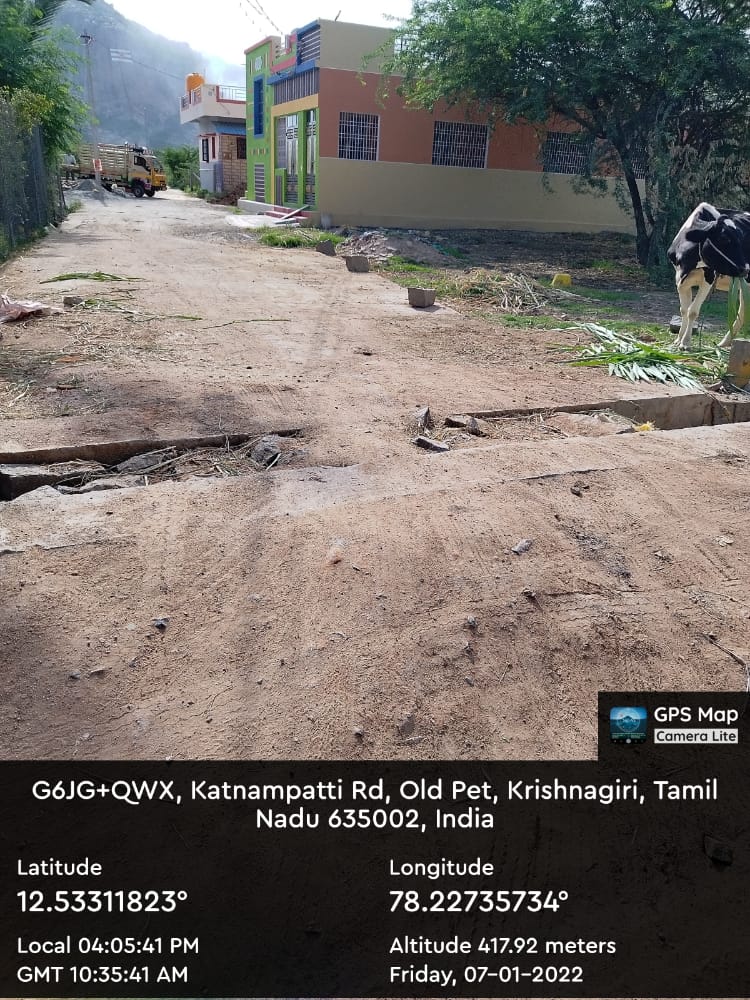 GPS Map
Camera Lite
G6JG+QWX, Katnampatti Rd, Old Pet, Krishnagiri, Tamil
Nadu 635002, India
Latitude
12.53311823°
Longitude
78.22735734°
Local 04:05:41 PM
GMT 10:35:41 AM
Altitude 417.92 meters
Friday, 07-01-2022